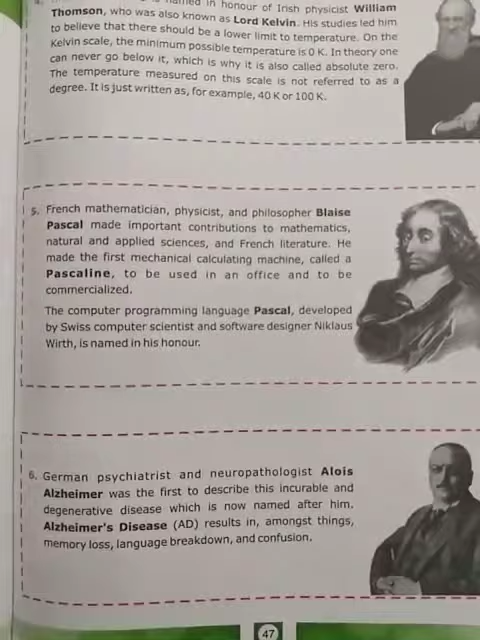 named in honour of Irish physicist William
Thomson, who was also known as Lord Kelvin. His studies led him
to believe that there should be a lower limit to temperature. On the
Kelvin scale, the minimum possible temperature is 0 K. In theory one
can never go below it, which is why it is also called absolute zero.
The temperature measured on this scale is not referred to as a
degree. It is just written as, for example, 40 K or 100 K.
5. French mathematician, physicist, and philosopher Blaise
Pascal made important contributions to mathematics,
natural and applied sciences, and French literature. He
made the first mechanical calculating machine, called a
Pascaline, to be used in an office and to be
commercialized.
The computer programming language Pascal, developed
by Swiss computer scientist and software designer Niklaus
Wirth, is named in his honour.
6. German psychiatrist and neuropathologist Alois
Alzheimer was the first to describe this incurable and
degenerative disease which is now named after him.
Alzheimer's Disease (AD) results in, amongst things,
memory loss, language breakdown, and confusion.
47